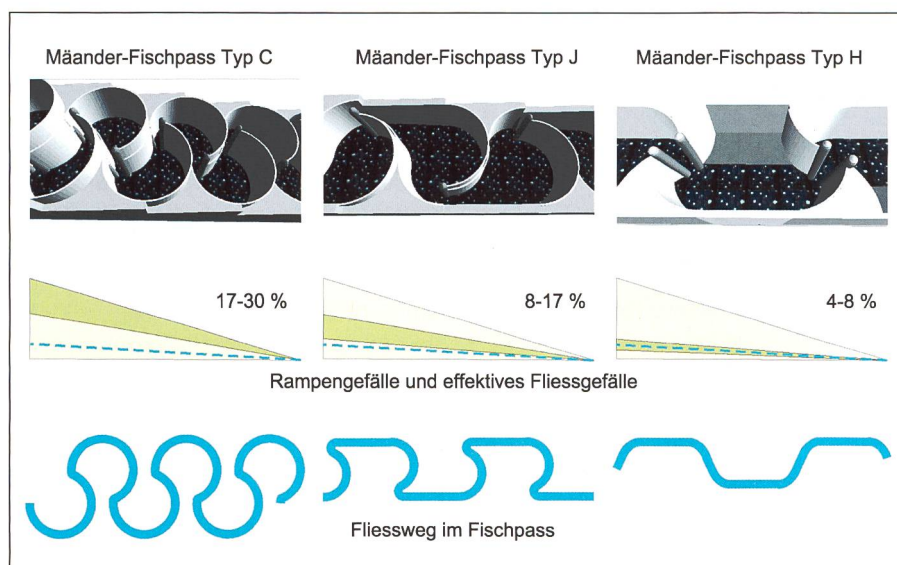 Mäander-Fischpass Typ C
Mäander-Fischpass Typ J
Mäander-Fischpass Typ H
17-30 %
8-17 %
4-8 %
Rampengefälle und effektives Fliessgefälle
Fliessweg im Fischpass